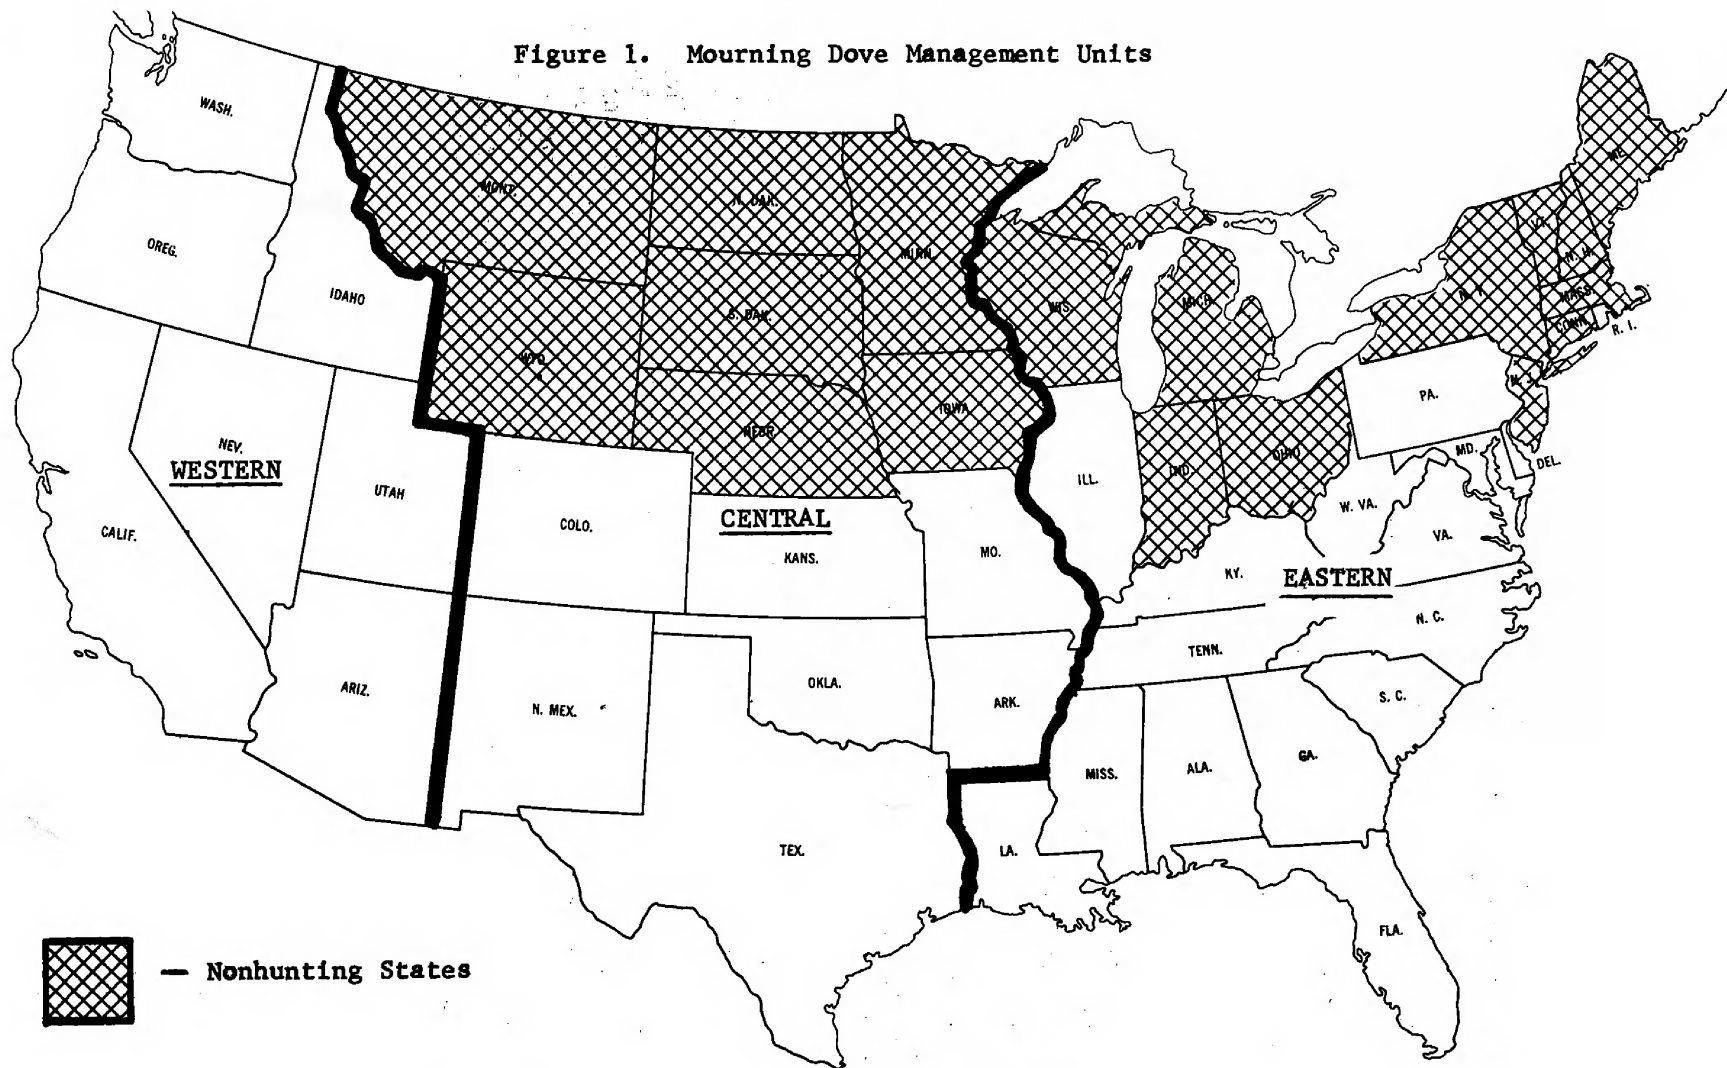 Figure 1. Mourning Dove Management Units
WASH.
MONT.
N. DAK.
MINN.
ME.
OREG.
IDAHO
S. DAK.
WIS.
MICH.
VT.
N. H.
N. Y.
MASS.
CONN.
R. I.
WYO.
NEBR.
IOWA
PA.
N. J.
NEV.
WESTERN
UTAH
COLO.
CENTRAL
KANS.
MO.
ILL.
IND.
OHIO
MD.
DEL.
W. VA.
VA.
CALIF.
KY.
EASTERN
N. C.
TENN.
ARIZ.
N. MEX.
OKLA.
ARK.
S. C.
MISS.
ALA.
GA.
TEX.
LA.
FLA.
— Nonhunting States